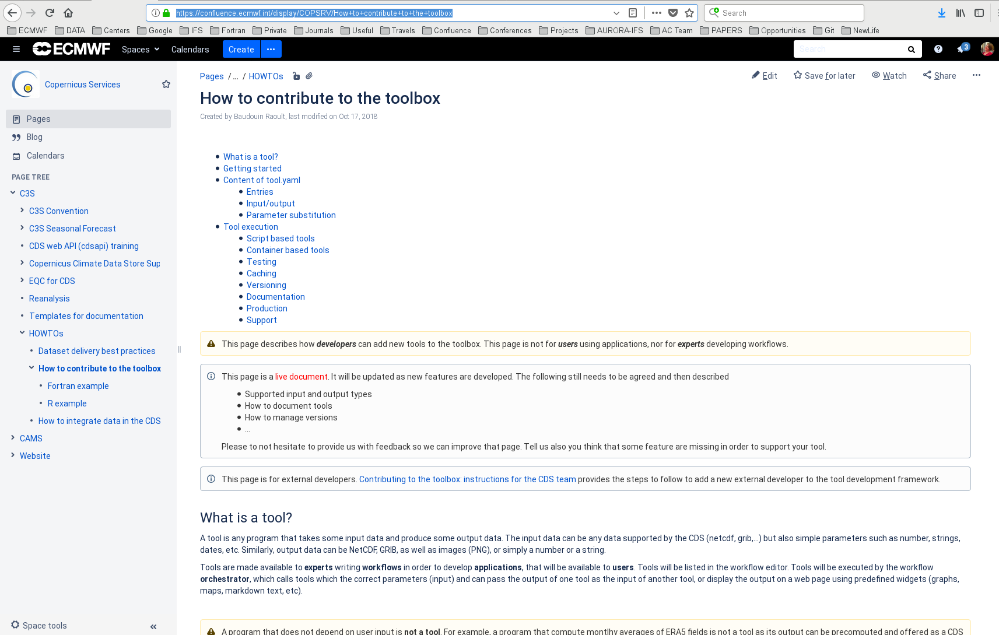 https://confluence.ecmwf.int/display/COPSRV/How+to+contribute+to+the+toolbox
Search
ECMWF DATA Centers Google IFS Fortran Private Journals Useful Travels Confluence Conferences Projects AURORA-IFS AC Team PAPERS Opportunities Git NewLife
ECMWF Spaces Calendars Create Search 3
Copernicus Services
Pages
Blog
Calendars
PAGE TREE
C3S
C3S Convention
C3S Seasonal Forecast
CDS web API (cdsapi) training
Copernicus Climate Data Store Sup
EQC for CDS
Reanalysis
Templates for documentation
HOWTOs
Dataset delivery best practices
How to contribute to the toolbox
Fortran example
R example
How to integrate data in the CDS
CAMS
Website
Space tools
Pages / ... / HOWTOs
Edit Save for later Watch Share
How to contribute to the toolbox
Created by Baudouin Raoult, last modified on Oct 17, 2018
What is a tool?
Getting started
Content of tool.yaml
Entries
Input/output
Parameter substitution
Tool execution
Script based tools
Container based tools
Testing
Caching
Versioning
Documentation
Production
Support
This page describes how developers can add new tools to the toolbox. This page is not for users using applications, nor for experts developing workflows.
This page is a live document. It will be updated as new features are developed. The following still needs to be agreed and then described
Supported input and output types
How to document tools
How to manage versions
...
Please to not hesitate to provide us with feedback so we can improve that page. Tell us also you think that some feature are missing in order to support your tool.
This page is for external developers. Contributing to the toolbox: instructions for the CDS team provides the steps to follow to add a new external developer to the tool development framework.
What is a tool?
A tool is any program that takes some input data and produce some output data. The input data can be any data supported by the CDS (netcdf, grib,...) but also simple parameters such as number, strings,
dates, etc. Similarly, output data can be NetCDF, GRIB, as well as images (PNG), or simply a number or a string.
Tools are made available to experts writing workflows in order to develop applications, that will be available to users. Tools will be listed in the workflow editor. Tools will be executed by the workflow
orchestrator, which calls tools which the correct parameters (input) and can pass the output of one tool as the input of another tool, or display the output on a web page using predefined widgets (graphs,
maps, markdown text, etc).
A program that does not depend on user input is not a tool. For example, a program that compute montlhy averages of ERA5 fields is not a tool as its output can be precomputed and offered as a CDS